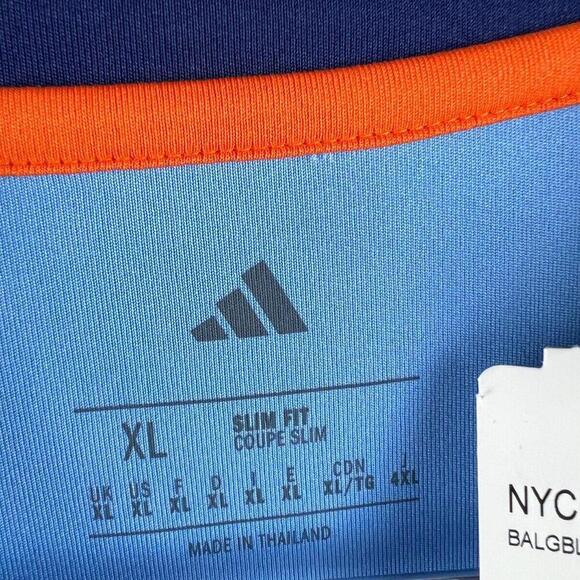 XL SLIM FIT
COUPE SLIM
UK US F D I E CDN J
XL XL XL XL XL XL XL/TG 4XL
MADE IN THAILAND
NYC
BALGBL